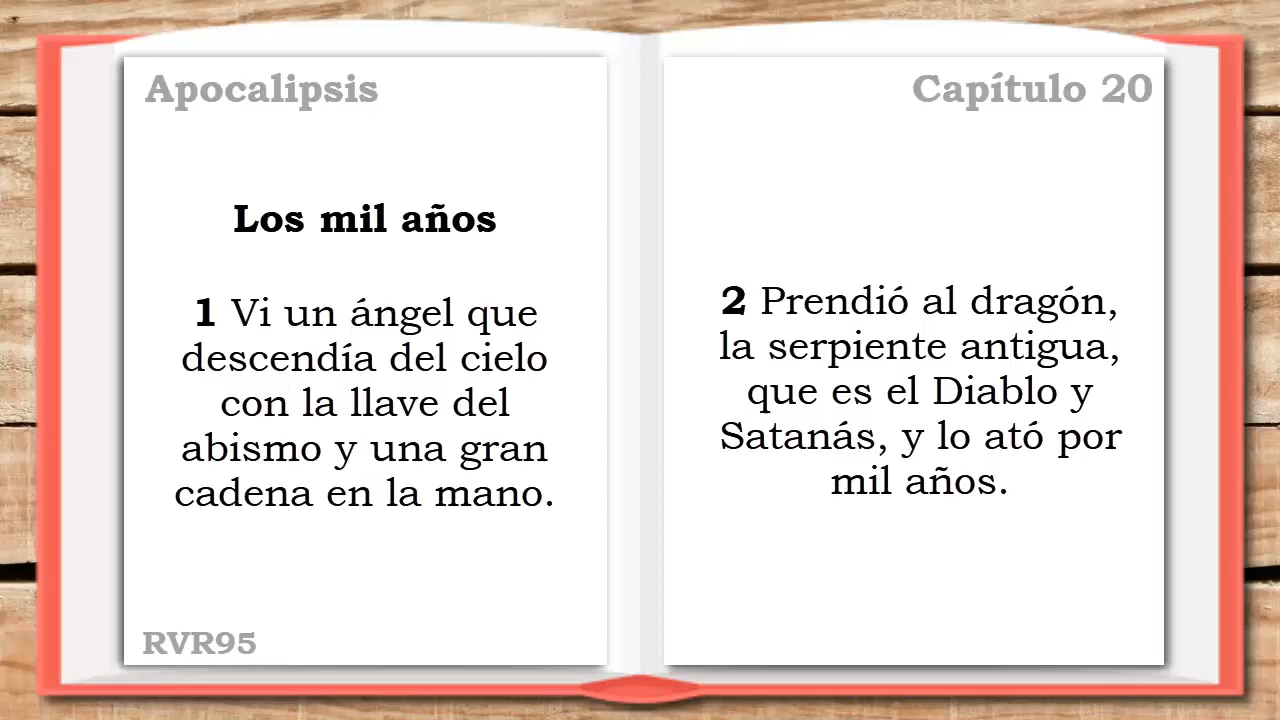 Apocalipsis
Los mil años
1 Vi un ángel que
descendía del cielo
con la llave del
abismo y una gran
cadena en la mano.
RVR95
Capítulo 20
2 Prendió al dragón,
la serpiente antigua,
que es el Diablo y
Satanás, y lo ató por
mil años.